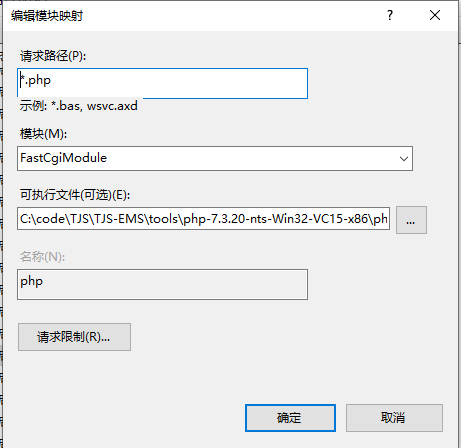 编辑模块映射
?
请求路径(P):
*.php
示例: *.bas, wsvc.axd
模块(M):
FastCgiModule
可执行文件(可选)(E):
C:\code\TJS\TJS-EMS\tools\php-7.3.20-nts-Win32-VC15-x86\ph
...
名称(N):
php
请求限制(R)...
确定
取消